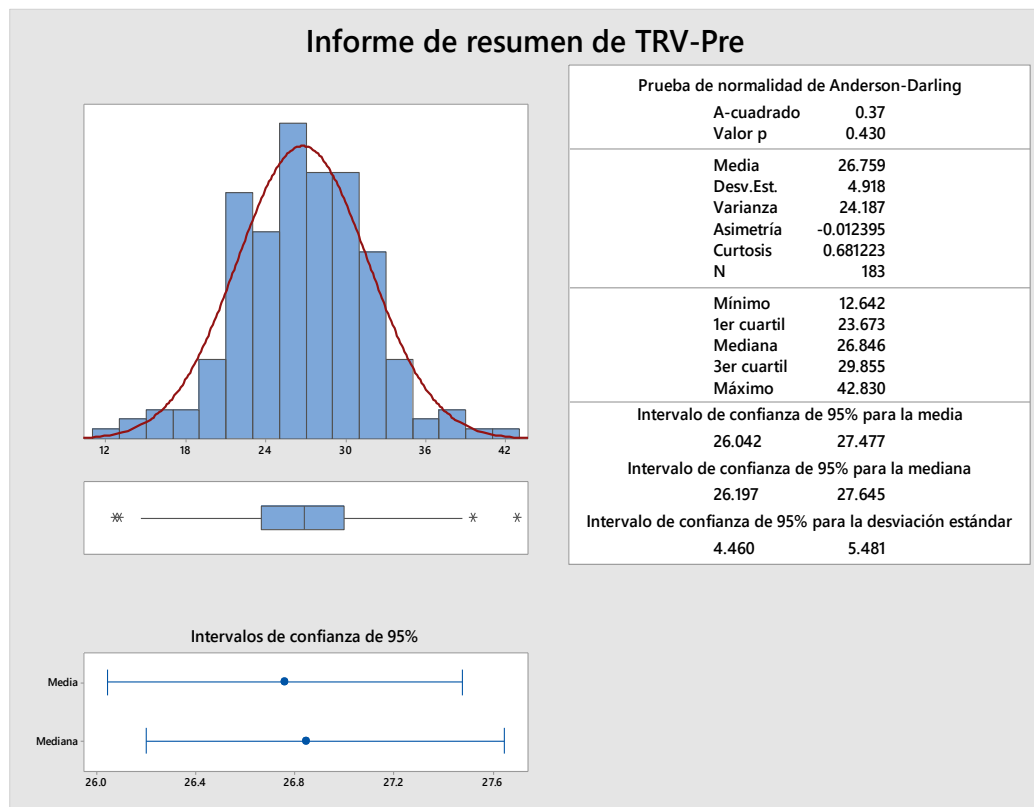 Informe de resumen de TRV-Pre
12 18 24 30 36 42
Prueba de normalidad de Anderson-Darling
A-cuadrado 0.37
Valor p 0.430
Media 26.759
Desv.Est. 4.918
Varianza 24.187
Asimetría -0.012395
Curtosis 0.681223
N 183
Mínimo 12.642
1er cuartil 23.673
Mediana 26.846
3er cuartil 29.855
Máximo 42.830
Intervalo de confianza de 95% para la media
26.042 27.477
Intervalo de confianza de 95% para la mediana
26.197 27.645
Intervalo de confianza de 95% para la desviación estándar
4.460 5.481
Intervalos de confianza de 95%
Media
Mediana
26.0 26.4 26.8 27.2 27.6